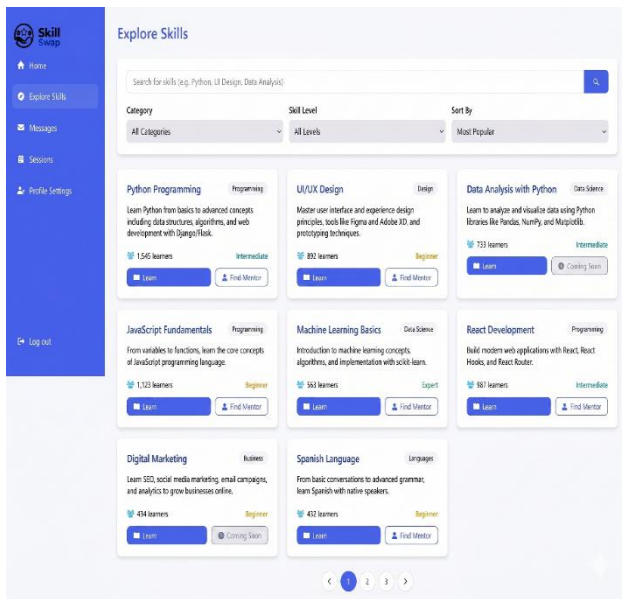 Skill
Swap
Home
Explore Skills
Messages
Sessions
Profile Settings
Log out
Explore Skills
Search for skills (e.g. Python, UI Design, Data Analysis)
Category
Skill Level
Sort By
All Categories
All Levels
Most Popular
Python Programming
Programming
Learn Python from basics to advanced concepts
including data structures, algorithms, and web
development with Django/Flask.
1,545 learners
Intermediate
Learn
Find Mentor
UI/UX Design
Design
Master user interface and experience design
principles, tools like Figma and Adobe XD, and
prototyping techniques.
892 learners
Beginner
Learn
Find Mentor
Data Analysis with Python
Data Science
Learn to analyze and visualize data using Python
libraries like Pandas, NumPy, and Matplotlib.
733 learners
Intermediate
Learn
Coming Soon
JavaScript Fundamentals
Programming
From variables to functions, learn the core concepts
of JavaScript programming language.
1,123 learners
Beginner
Learn
Find Mentor
Machine Learning Basics
Data Science
Introduction to machine learning concepts,
algorithms, and implementation with scikit-learn.
563 learners
Expert
Learn
Find Mentor
React Development
Programming
Build modern web applications with React, React
Hooks, and React Router.
987 learners
Intermediate
Learn
Find Mentor
Digital Marketing
Business
Learn SEO, social media marketing, email campaigns,
and analytics to grow businesses online.
434 learners
Beginner
Learn
Coming Soon
Spanish Language
Languages
From basic conversations to advanced grammar,
learn Spanish with native speakers.
432 learners
Beginner
Learn
Find Mentor
1
2
3